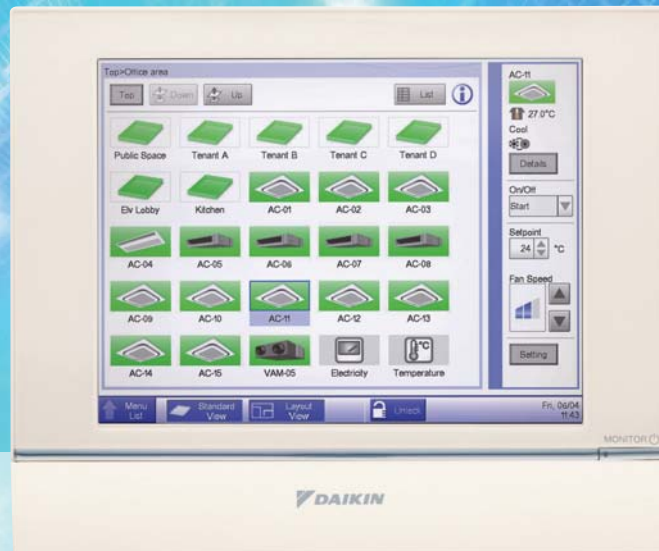 Top>Office area
Top
Down
Up
List
Public Space
Tenant A
Tenant B
Tenant C
Tenant D
Elv Labby
Kitchen
AC-01
AC-02
AC-03
AC-04
AC-05
AC-06
AC-07
AC-08
AC-09
AC-10
AC-11
AC-12
AC-13
AC-14
AC-15
VAM-05
Electricity
°C
Temperature
AC-11
27.0°C
Cool
Details
On/Off
Start
Setpoint
24 °C
Fan Speed
Setting
Menu
List
Standard
View
Layout
View
Unlock
Fri, 06/04
11:43
MONITOR
DAIKIN